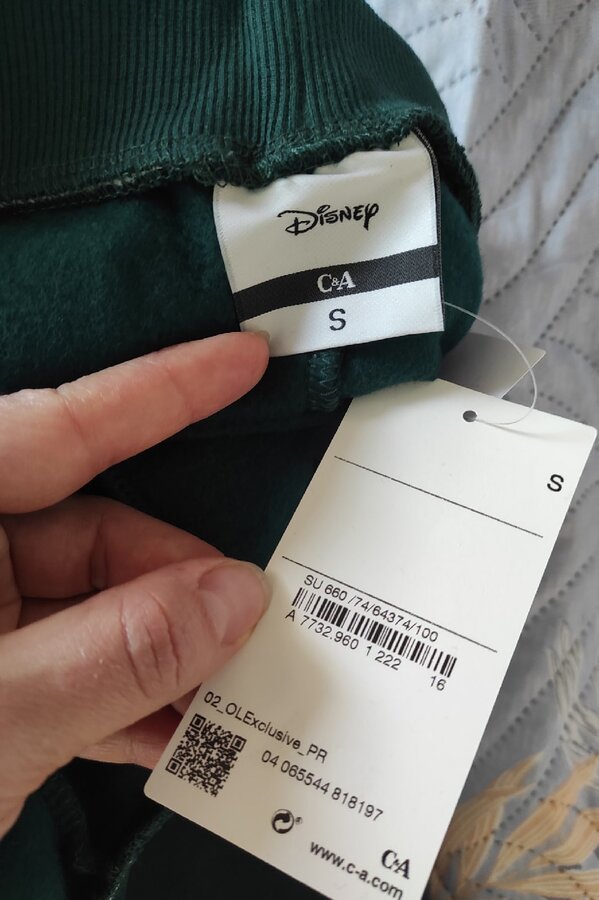 Disney
C&A
S
S
SU 660 /74/64374/100
A 7732.960 1 222 16
02_OLExclusive_PR
04 065544 818197
C&A
www.c-a.com